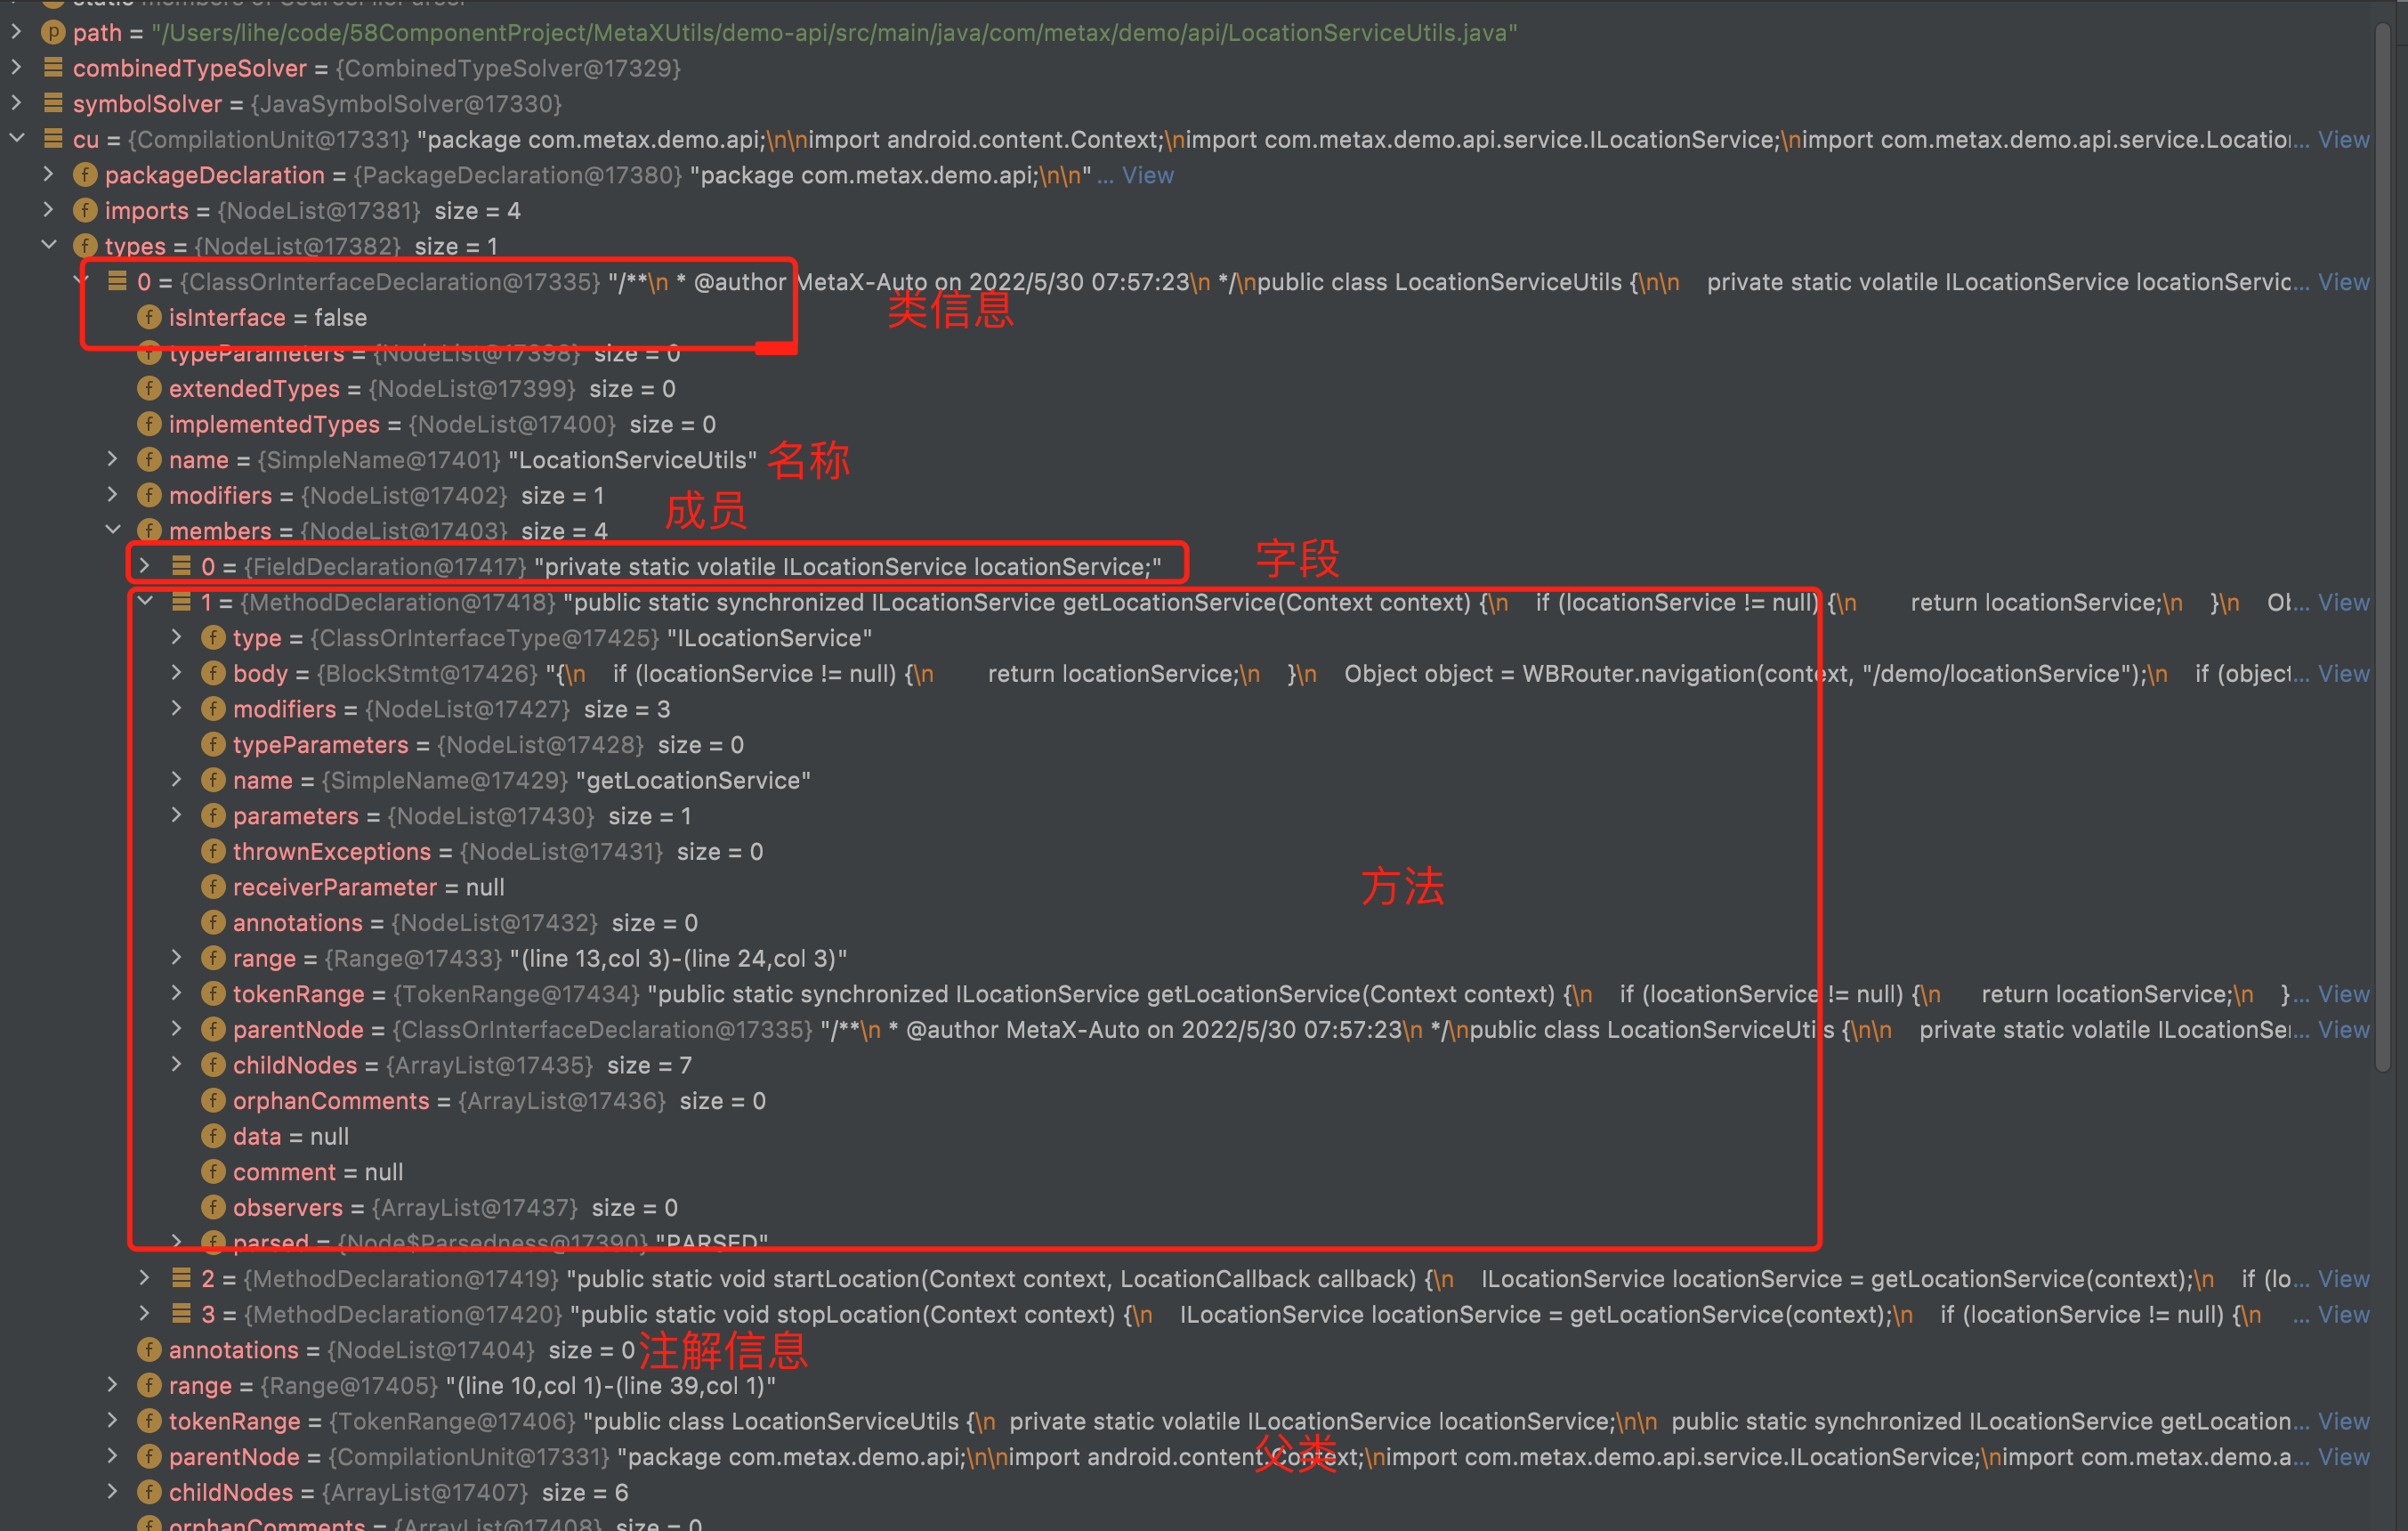 static members of SourceFileParser
path = "/Users/lihe/code/58ComponentProject/MetaXUtils/demo-api/src/main/java/com/metax/demo/api/LocationServiceUtils.java"
combinedTypeSolver = {CombinedTypeSolver@17329}
symbolSolver = {JavaSymbolSolver@17330}
cu = {CompilationUnit@17331} "package com.metax.demo.api;\n\nimport android.content.Context;\nimport com.metax.demo.api.service.ILocationService;\nimport com.metax.demo.api.service.Locatio... View
packageDeclaration = {PackageDeclaration@17380} "package com.metax.demo.api;\n\n" ... View
imports = {NodeList@17381} size = 4
types = {NodeList@17382} size = 1
0 = {ClassOrInterfaceDeclaration@17335} "/**\n * @author MetaX-Auto on 2022/5/30 07:57:23\n */\npublic class LocationServiceUtils {\n\n    private static volatile ILocationService locationServic... View
isInterface = false
类信息
typeParameters = {NodeList@17398} size = 0
extendedTypes = {NodeList@17399} size = 0
implementedTypes = {NodeList@17400} size = 0
name = {SimpleName@17401} "LocationServiceUtils" 名称
modifiers = {NodeList@17402} size = 1
成员
members = {NodeList@17403} size = 4
0 = {FieldDeclaration@17417} "private static volatile ILocationService locationService;" 字段
1 = {MethodDeclaration@17418} "public static synchronized ILocationService getLocationService(Context context) {\n    if (locationService != null) {\n        return locationService;\n    }\n    Ob... View
type = {ClassOrInterfaceType@17425} "ILocationService"
body = {BlockStmt@17426} "{\n    if (locationService != null) {\n        return locationService;\n    }\n    Object object = WBRouter.navigation(context, "/demo/locationService");\n    if (object... View
modifiers = {NodeList@17427} size = 3
typeParameters = {NodeList@17428} size = 0
name = {SimpleName@17429} "getLocationService"
parameters = {NodeList@17430} size = 1
thrownExceptions = {NodeList@17431} size = 0
receiverParameter = null
方法
annotations = {NodeList@17432} size = 0
range = {Range@17433} "(line 13,col 3)-(line 24,col 3)"
tokenRange = {TokenRange@17434} "public static synchronized ILocationService getLocationService(Context context) {\n    if (locationService != null) {\n      return locationService;\n    }... View
parentNode = {ClassOrInterfaceDeclaration@17335} "/**\n * @author MetaX-Auto on 2022/5/30 07:57:23\n */\npublic class LocationServiceUtils {\n\n    private static volatile ILocationSer... View
childNodes = {ArrayList@17435} size = 7
orphanComments = {ArrayList@17436} size = 0
data = null
comment = null
observers = {ArrayList@17437} size = 0
parsed = {Node$Parsedness@17390} "PARSED"
2 = {MethodDeclaration@17419} "public static void startLocation(Context context, LocationCallback callback) {\n    ILocationService locationService = getLocationService(context);\n    if (lo... View
3 = {MethodDeclaration@17420} "public static void stopLocation(Context context) {\n    ILocationService locationService = getLocationService(context);\n    if (locationService != null) {\n    ... View
annotations = {NodeList@17404} size = 0 注解信息
range = {Range@17405} "(line 10,col 1)-(line 39,col 1)"
tokenRange = {TokenRange@17406} "public class LocationServiceUtils {\n  private static volatile ILocationService locationService;\n\n  public static synchronized ILocationService getLocation... View
parentNode = {CompilationUnit@17331} "package com.metax.demo.api;\n\nimport android.content.Context;\nimport com.metax.demo.api.service.ILocationService;\nimport com.metax.demo.a... View
父类
childNodes = {ArrayList@17407} size = 6
orphanComments = {ArrayList@17408} size = 0